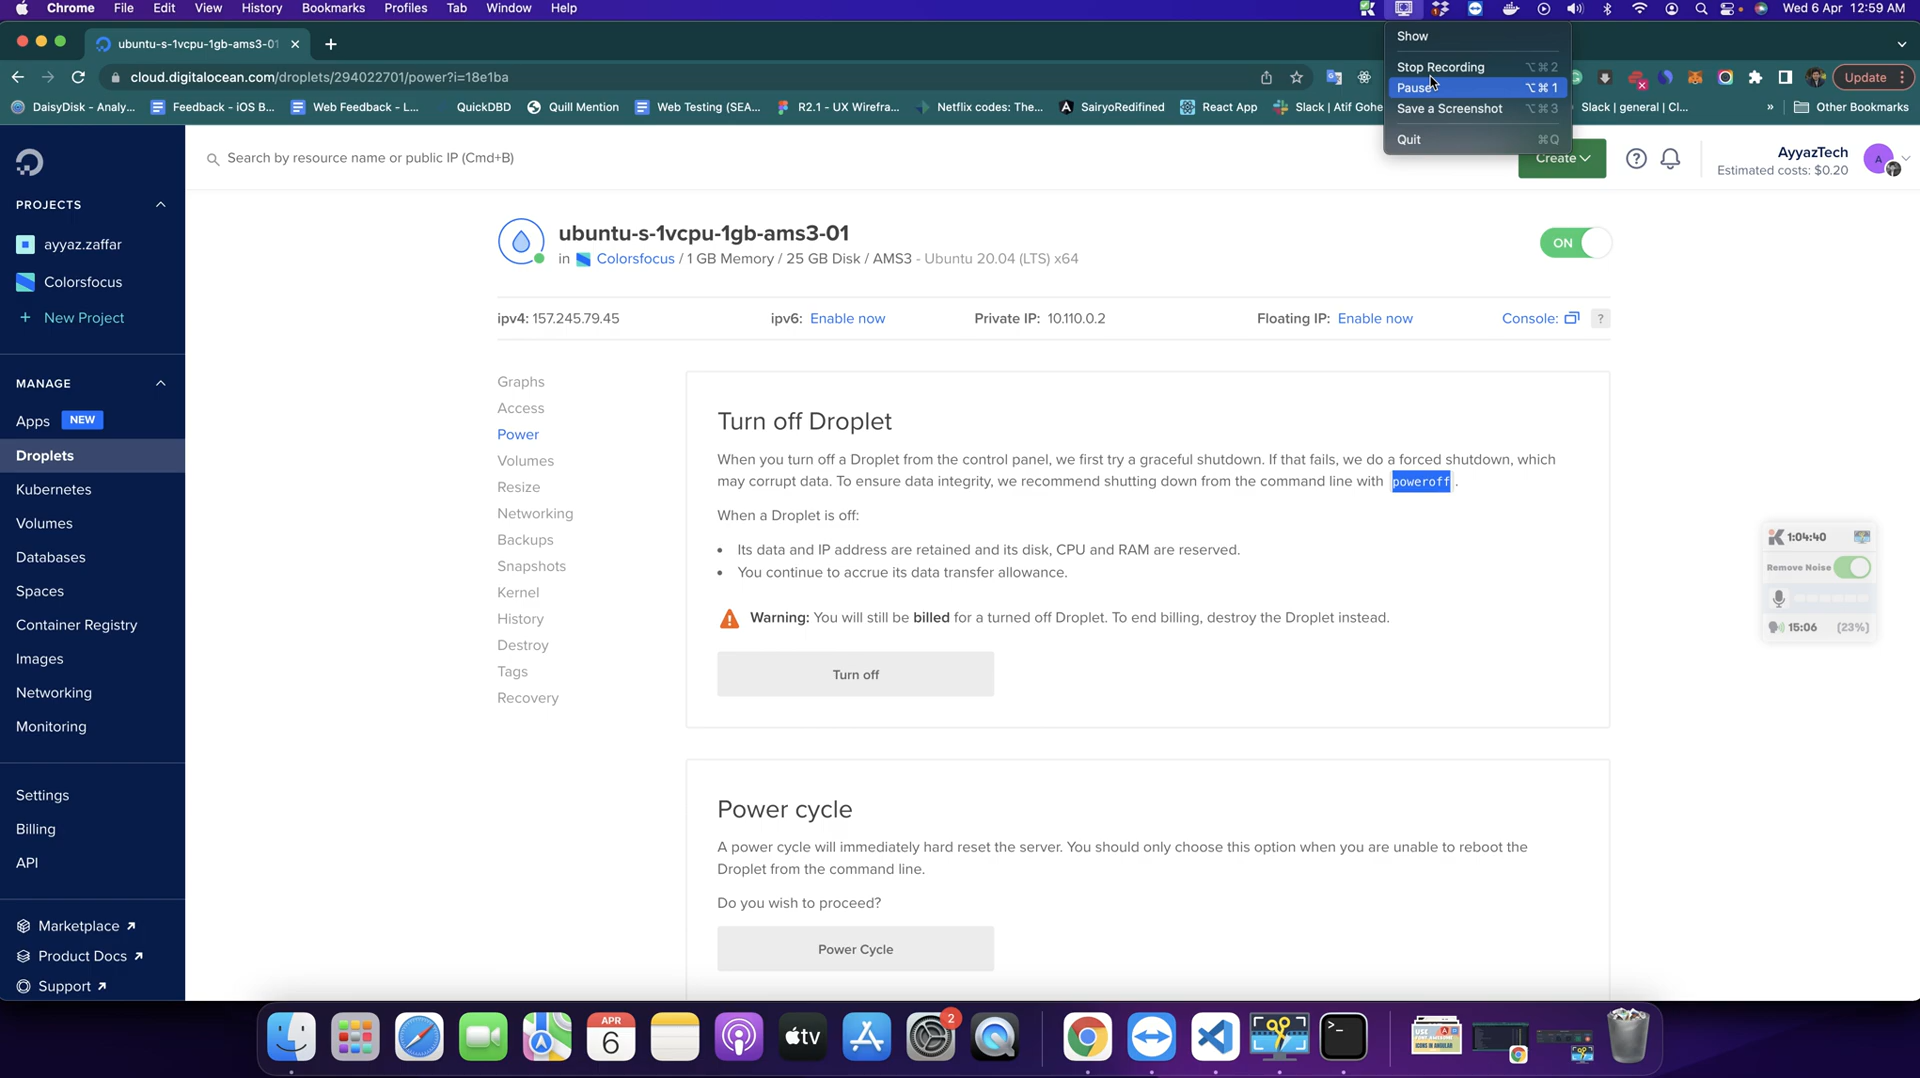 Chrome File Edit View History Bookmarks Profiles Tab Window Help Wed 6 Apr 12:59 AM
ubuntu-s-1vcpu-1gb-ams3-01
cloud.digitalocean.com/droplets/294022701/power?i=18e1ba Update
DaisyDisk - Analy... Feedback - iOS B... Web Feedback - L... QuickDBD Quill Mention Web Testing (SEA... R2.1 - UX Wirefra... Netflix codes: The... SairyoRedifined React App Slack | Atif Gohe Slack | general | Cl... » Other Bookmarks
Show
Stop Recording ⌥⌘2
Pause ⌥⌘1
Save a Screenshot ⌥⌘3
Quit ⌘Q
Search by resource name or public IP (Cmd+B)
Create
AyyazTech
Estimated costs: $0.20
A
PROJECTS
ayyaz.zaffar
Colorsfocus
+ New Project
MANAGE
Apps NEW
Droplets
Kubernetes
Volumes
Databases
Spaces
Container Registry
Images
Networking
Monitoring
Settings
Billing
API
Marketplace
Product Docs
Support
ubuntu-s-1vcpu-1gb-ams3-01
in Colorsfocus / 1 GB Memory / 25 GB Disk / AMS3 - Ubuntu 20.04 (LTS) x64
ON
ipv4: 157.245.79.45 ipv6: Enable now Private IP: 10.110.0.2 Floating IP: Enable now Console: ?
Graphs
Access
Power
Volumes
Resize
Networking
Backups
Snapshots
Kernel
History
Destroy
Tags
Recovery
Turn off Droplet
When you turn off a Droplet from the control panel, we first try a graceful shutdown. If that fails, we do a forced shutdown, which
may corrupt data. To ensure data integrity, we recommend shutting down from the command line with poweroff .
When a Droplet is off:
• Its data and IP address are retained and its disk, CPU and RAM are reserved.
• You continue to accrue its data transfer allowance.
Warning: You will still be billed for a turned off Droplet. To end billing, destroy the Droplet instead.
Turn off
Power cycle
A power cycle will immediately hard reset the server. You should only choose this option when you are unable to reboot the
Droplet from the command line.
Do you wish to proceed?
Power Cycle
1:04:40
Remove Noise
15:06 (23%)
APR
6
tv
2